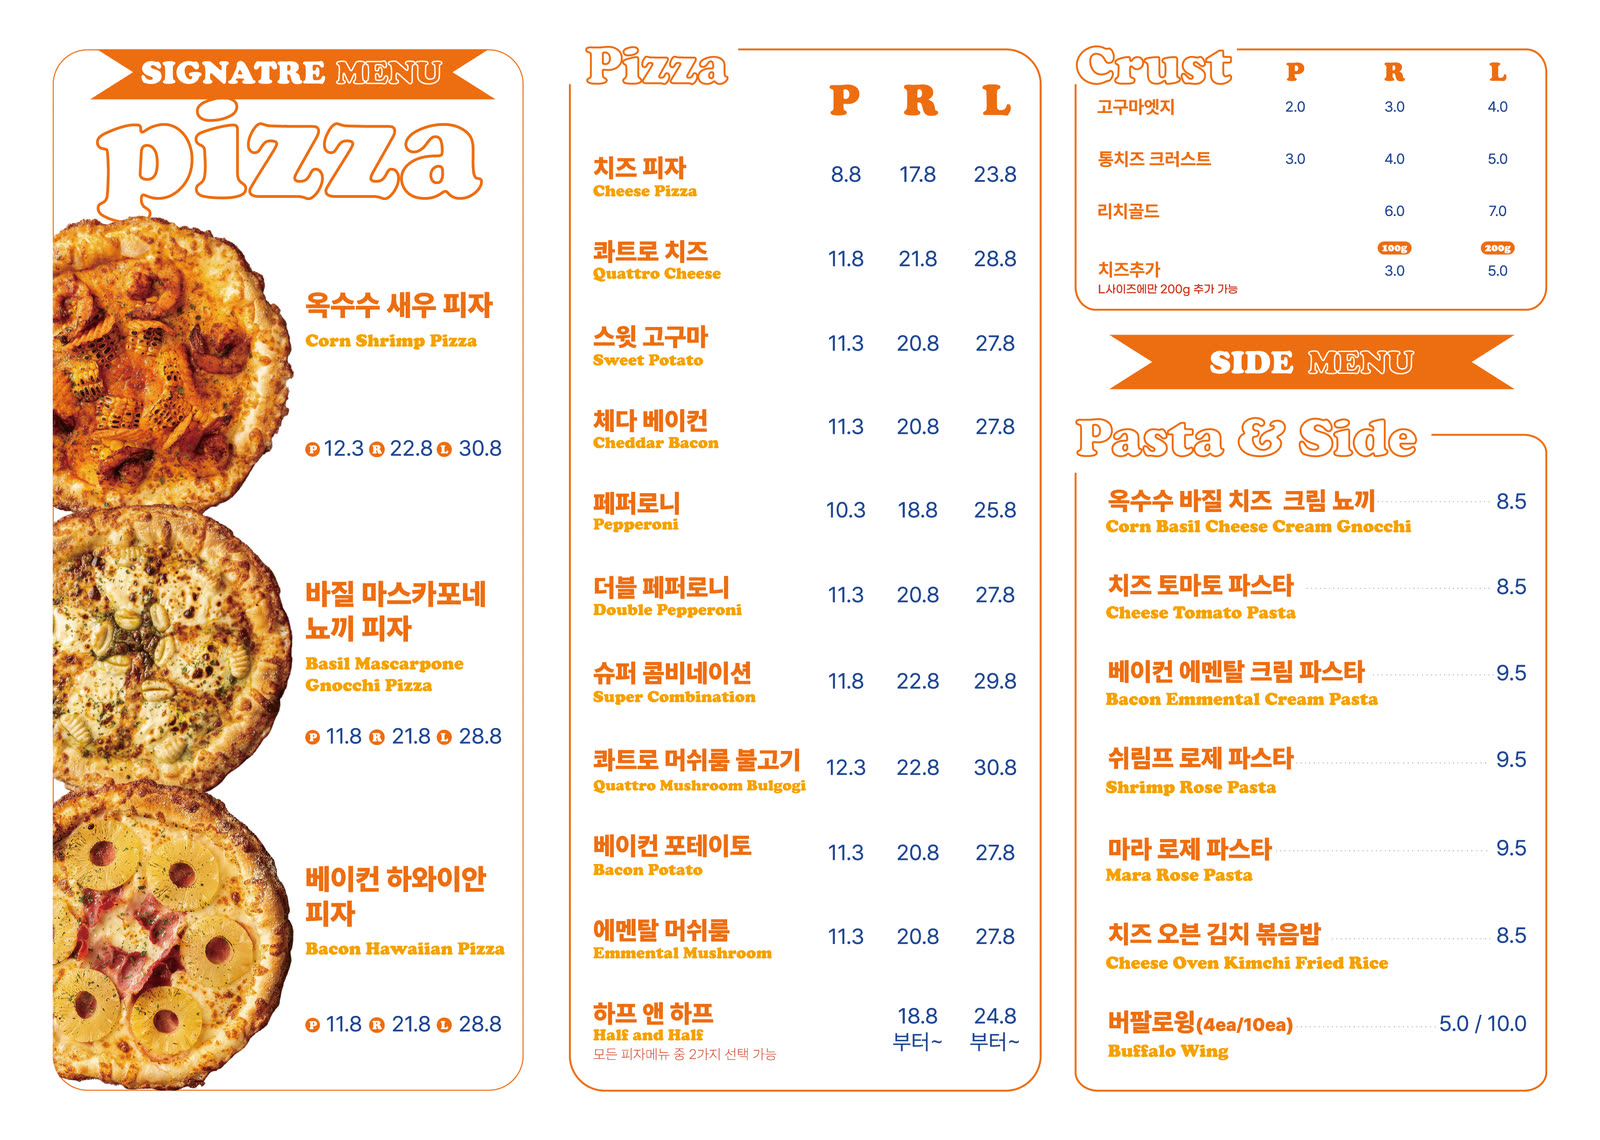 SIGNATRE MENU
pizza
옥수수 새우 피자
Corn Shrimp Pizza
P 12.3 R 22.8 L 30.8
바질 마스카포네
뇨끼 피자
Basil Mascarpone
Gnocchi Pizza
P 11.8 R 21.8 L 28.8
베이컨 하와이안
피자
Bacon Hawaiian Pizza
P 11.8 R 21.8 L 28.8
Pizza
P R L
치즈 피자 8.8 17.8 23.8
Cheese Pizza
콰트로 치즈 11.8 21.8 28.8
Quattro Cheese
스윗 고구마 11.3 20.8 27.8
Sweet Potato
체다 베이컨 11.3 20.8 27.8
Cheddar Bacon
페퍼로니 10.3 18.8 25.8
Pepperoni
더블 페퍼로니 11.3 20.8 27.8
Double Pepperoni
슈퍼 콤비네이션 11.8 22.8 29.8
Super Combination
콰트로 머쉬룸 불고기 12.3 22.8 30.8
Quattro Mushroom Bulgogi
베이컨 포테이토 11.3 20.8 27.8
Bacon Potato
에멘탈 머쉬룸 11.3 20.8 27.8
Emmental Mushroom
하프 앤 하프 18.8 24.8
Half and Half 부터~ 부터~
모든 피자메뉴 중 2가지 선택 가능
Crust P R L
고구마엣지 2.0 3.0 4.0
통치즈 크러스트 3.0 4.0 5.0
리치골드 6.0 7.0
100g 200g
치즈추가 3.0 5.0
L사이즈에만 200g 추가 가능
SIDE MENU
Pasta & Side
옥수수 바질 치즈 크림 뇨끼 8.5
Corn Basil Cheese Cream Gnocchi
치즈 토마토 파스타 8.5
Cheese Tomato Pasta
베이컨 에멘탈 크림 파스타 9.5
Bacon Emmental Cream Pasta
쉬림프 로제 파스타 9.5
Shrimp Rose Pasta
마라 로제 파스타 9.5
Mara Rose Pasta
치즈 오븐 김치 볶음밥 8.5
Cheese Oven Kimchi Fried Rice
버팔로윙(4ea/10ea) 5.0 / 10.0
Buffalo Wing